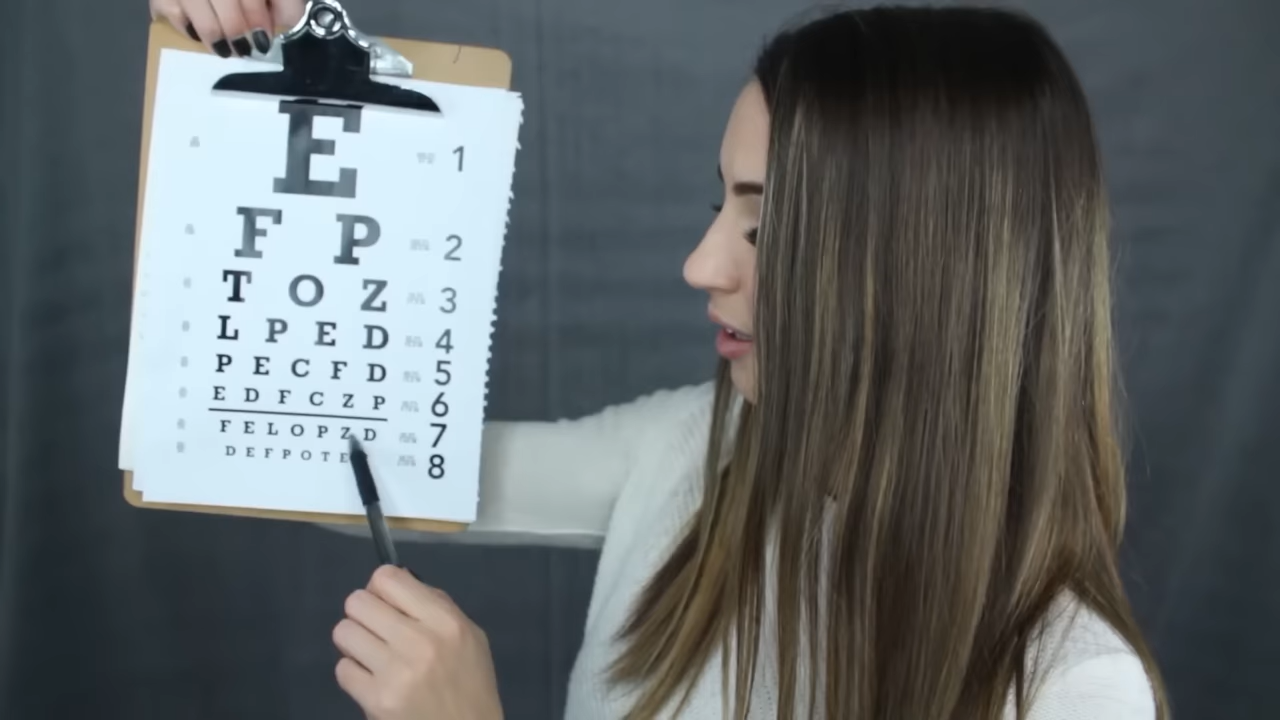 E 1
F P 2
T O Z 3
L P E D 4
P E C F D 5
E D F C Z P 6
F E L O P Z D 7
D E F P O T E 8